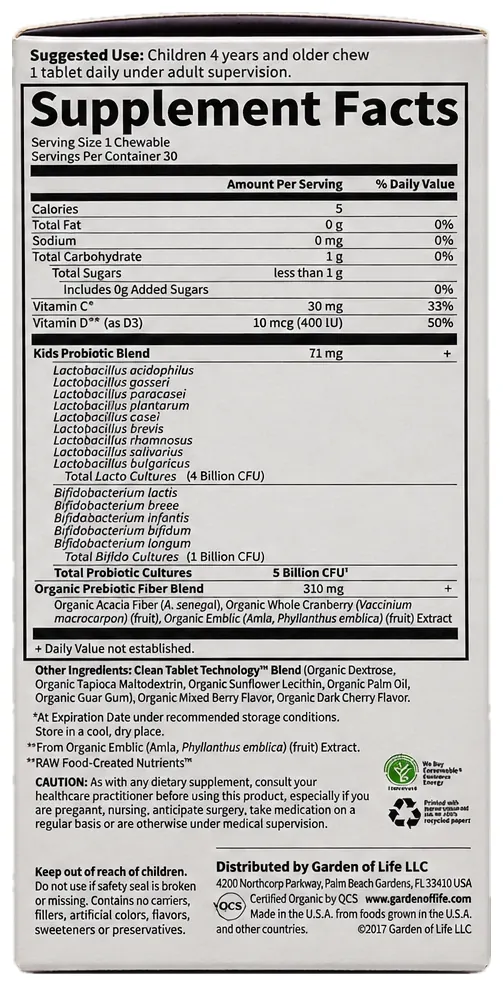 Suggested Use: Children 4 years and older chew
1 tablet daily under adult supervision.
Supplement Facts
Serving Size 1 Chewable
Servings Per Container 30
Amount Per Serving % Daily Value
Calories 5
Total Fat 0 g 0%
Sodium 0 mg 0%
Total Carbohydrate 1 g 0%
Total Sugars less than 1 g
Includes 0g Added Sugars 0%
Vitamin C* 30 mg 33%
Vitamin D** (as D3) 10 mcg (400 IU) 50%
Kids Probiotic Blend 71 mg +
Lactobacillus acidophilus
Lactobacillus gasseri
Lactobacillus paracasei
Lactobacillus plantarum
Lactobacillus casei
Lactobacillus brevis
Lactobacillus rhamnosus
Lactobacillus salivarius
Lactobacillus bulgaricus
Total Lacto Cultures (4 Billion CFU)
Bifidobacterium lactis
Bifidobacterium breee
Bifidabacterium infantis
Bifidobacterium bifidum
Bifidobacterium longum
Total Bifido Cultures (1 Billion CFU)
Total Probiotic Cultures 5 Billion CFU†
Organic Prebiotic Fiber Blend 310 mg +
Organic Acacia Fiber (A. senegal), Organic Whole Cranberry (Vaccinium
macrocarpon) (fruit), Organic Emblic (Amla, Phyllanthus emblica) (fruit) Extract
+ Daily Value not established.
Other Ingredients: Clean Tablet Technology™ Blend (Organic Dextrose,
Organic Tapioca Maltodextrin, Organic Sunflower Lecithin, Organic Palm Oil,
Organic Guar Gum), Organic Mixed Berry Flavor, Organic Dark Cherry Flavor.
*At Expiration Date under recommended storage conditions.
Store in a cool, dry place.
**From Organic Emblic (Amla, Phyllanthus emblica) (fruit) Extract.
**RAW Food-Created Nutrients™
CAUTION: As with any dietary supplement, consult your
healthcare practitioner before using this product, especially if you
are pregant, nursing, anticipate surgery, take medication on a
regular basis or are otherwise under medical supervision.
We Buy
Energy
Printed with
recycled papert
Keep out of reach of children.
Do not use if safety seal is broken
or missing. Contains no carriers,
fillers, artificial colors, flavors,
sweeteners or preservatives.
Distributed by Garden of Life LLC
4200 Northcorp Parkway, Palm Beach Gardens, FL 33410 USA
QCS Certified Organic by QCS www.gardenoflife.com
Made in the U.S.A. from foods grown in the U.S.A.
and other countries. ©2017 Garden of Life LLC